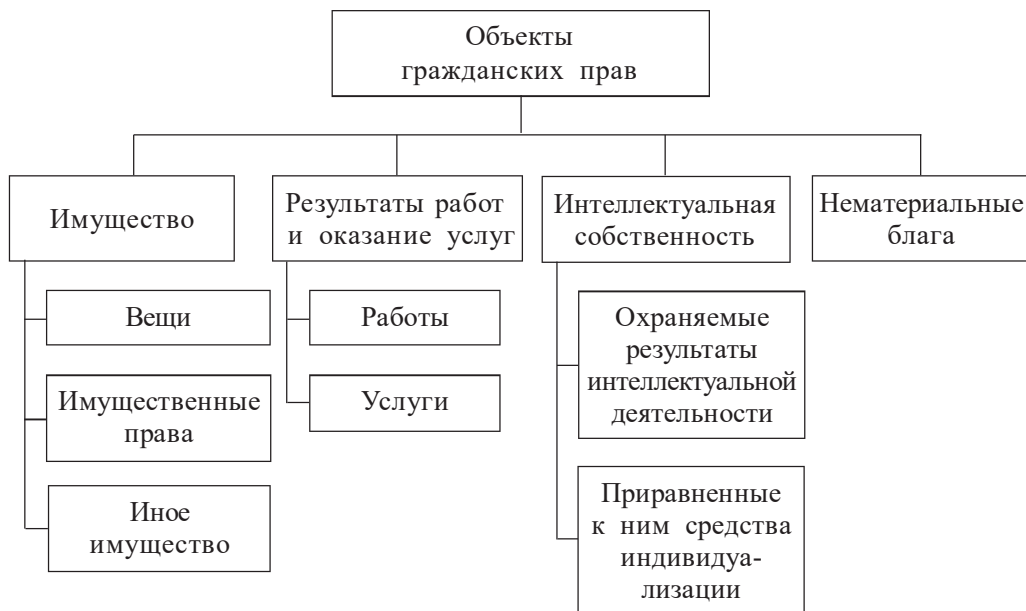 Объекты
гражданских прав
Имущество
Результаты работ
и оказание услуг
Интеллектуальная
собственность
Нематериальные
блага
Вещи
Имущественные
права
Иное
имущество
Работы
Услуги
Охраняемые
результаты
интеллектуальной
деятельности
Приравненные
к ним средства
индивидуа-
лизации